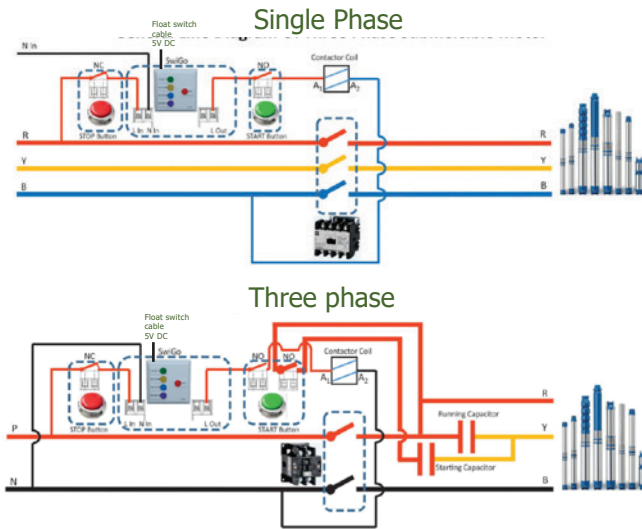 Single Phase
Float switch
cable
5V DC
N In
NC
SwiGo
NO
Contactor Coil
A1 A2
L In N In
L Out
STOP Button
START Button
R
R
Y
Y
B
B
Three phase
Float switch
cable
5V DC
NC
SwiGo
NO
NO
Contactor Coil
A1 A2
L In N In
L Out
STOP Button
START Button
R
Running Capacitor
P
Y
Starting Capacitor
N
B